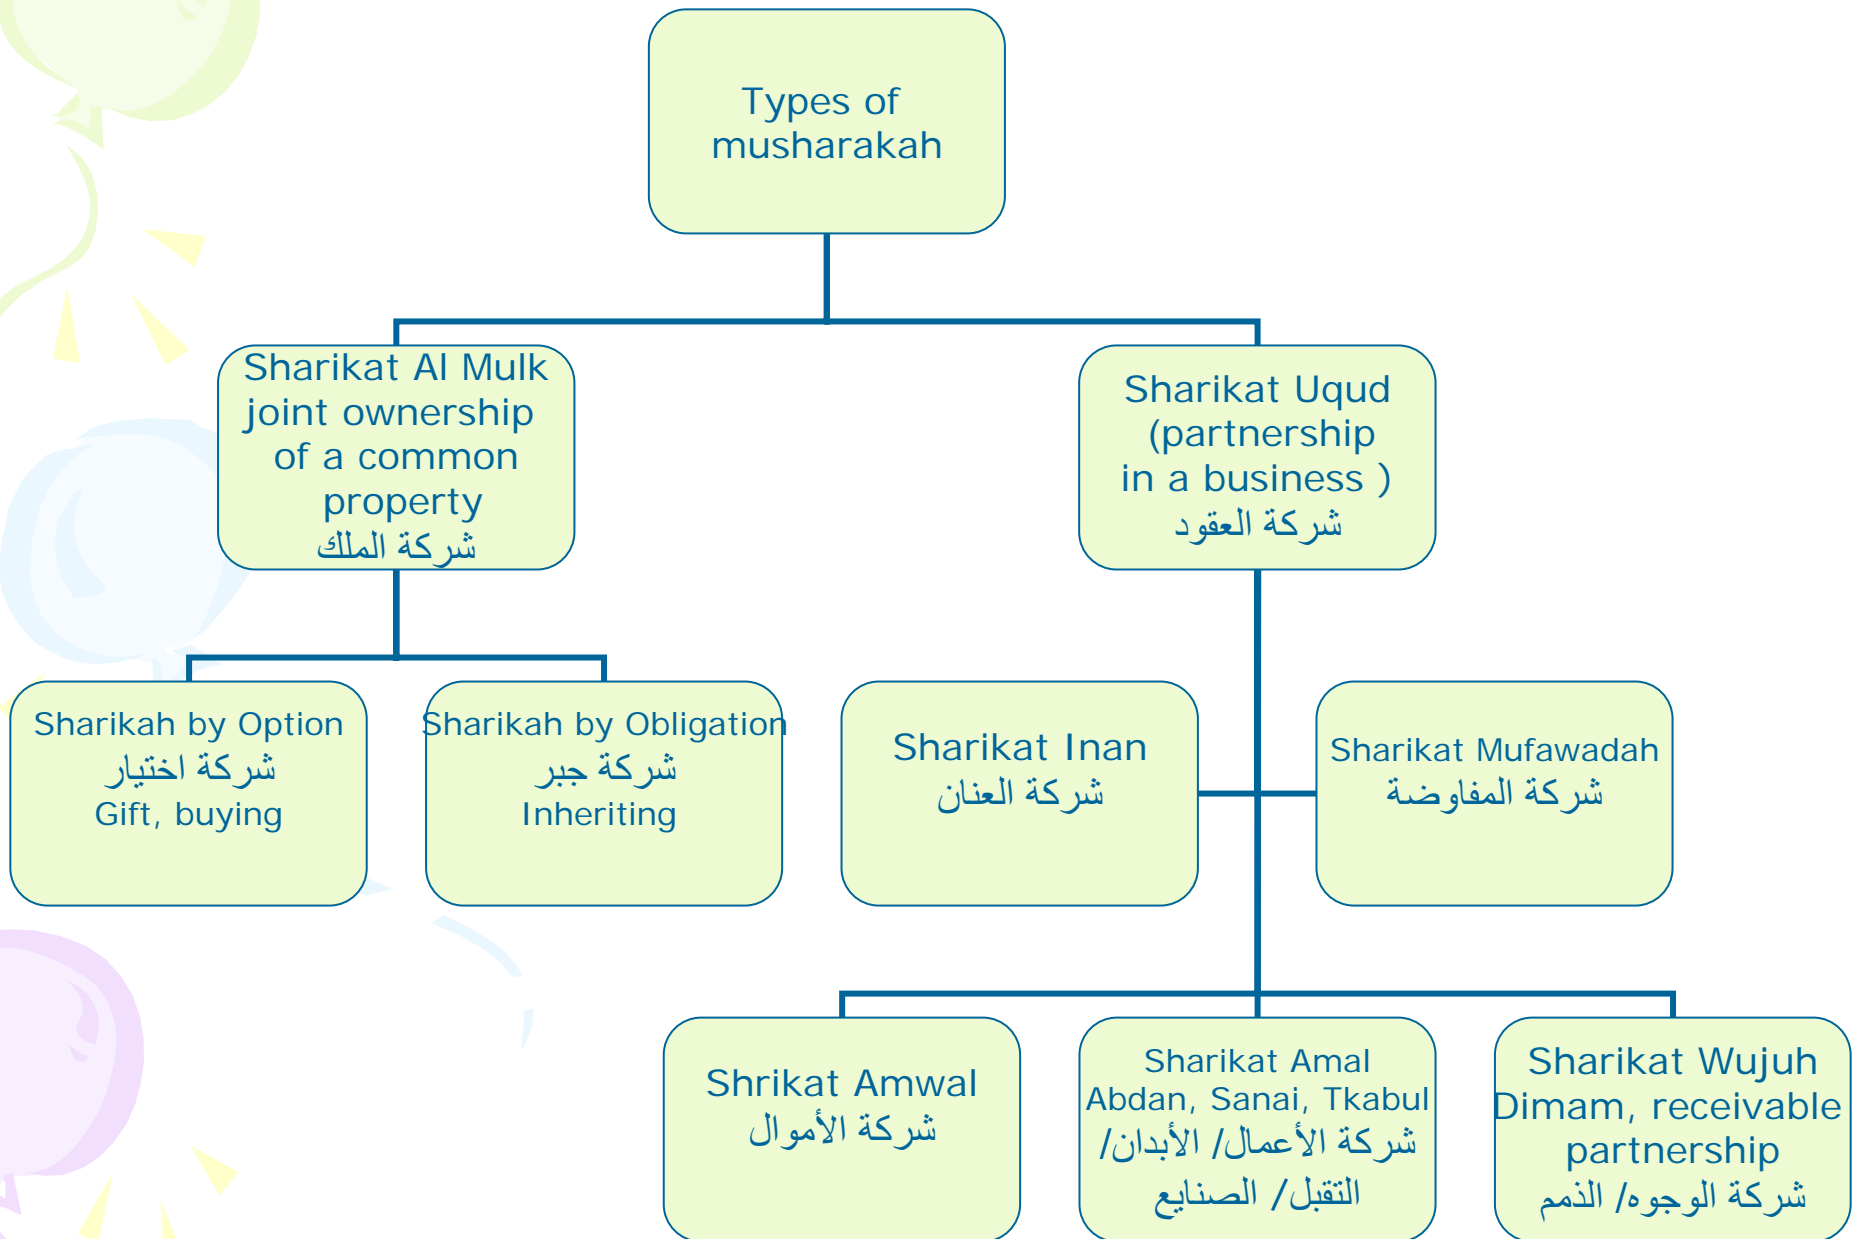 Types of
musharakah
Sharikat Al Mulk
joint ownership
of a common
property
شركة الملك
Sharikat Uqud
(partnership
in a business )
شركة العقود
Sharikah by Option
شركة اختيار
Gift, buying
Sharikah by Obligation
شركة جبر
Inheriting
Sharikat Inan
شركة العنان
Sharikat Mufawadah
شركة المفاوضة
Shrikat Amwal
شركة الأموال
Sharikat Amal
Abdan, Sanai, Tkabul
شركة الأعمال/ الأبدان/
التقبل/ الصنايع
Sharikat Wujuh
Dimam, receivable
partnership
شركة الوجوه/ الذمم